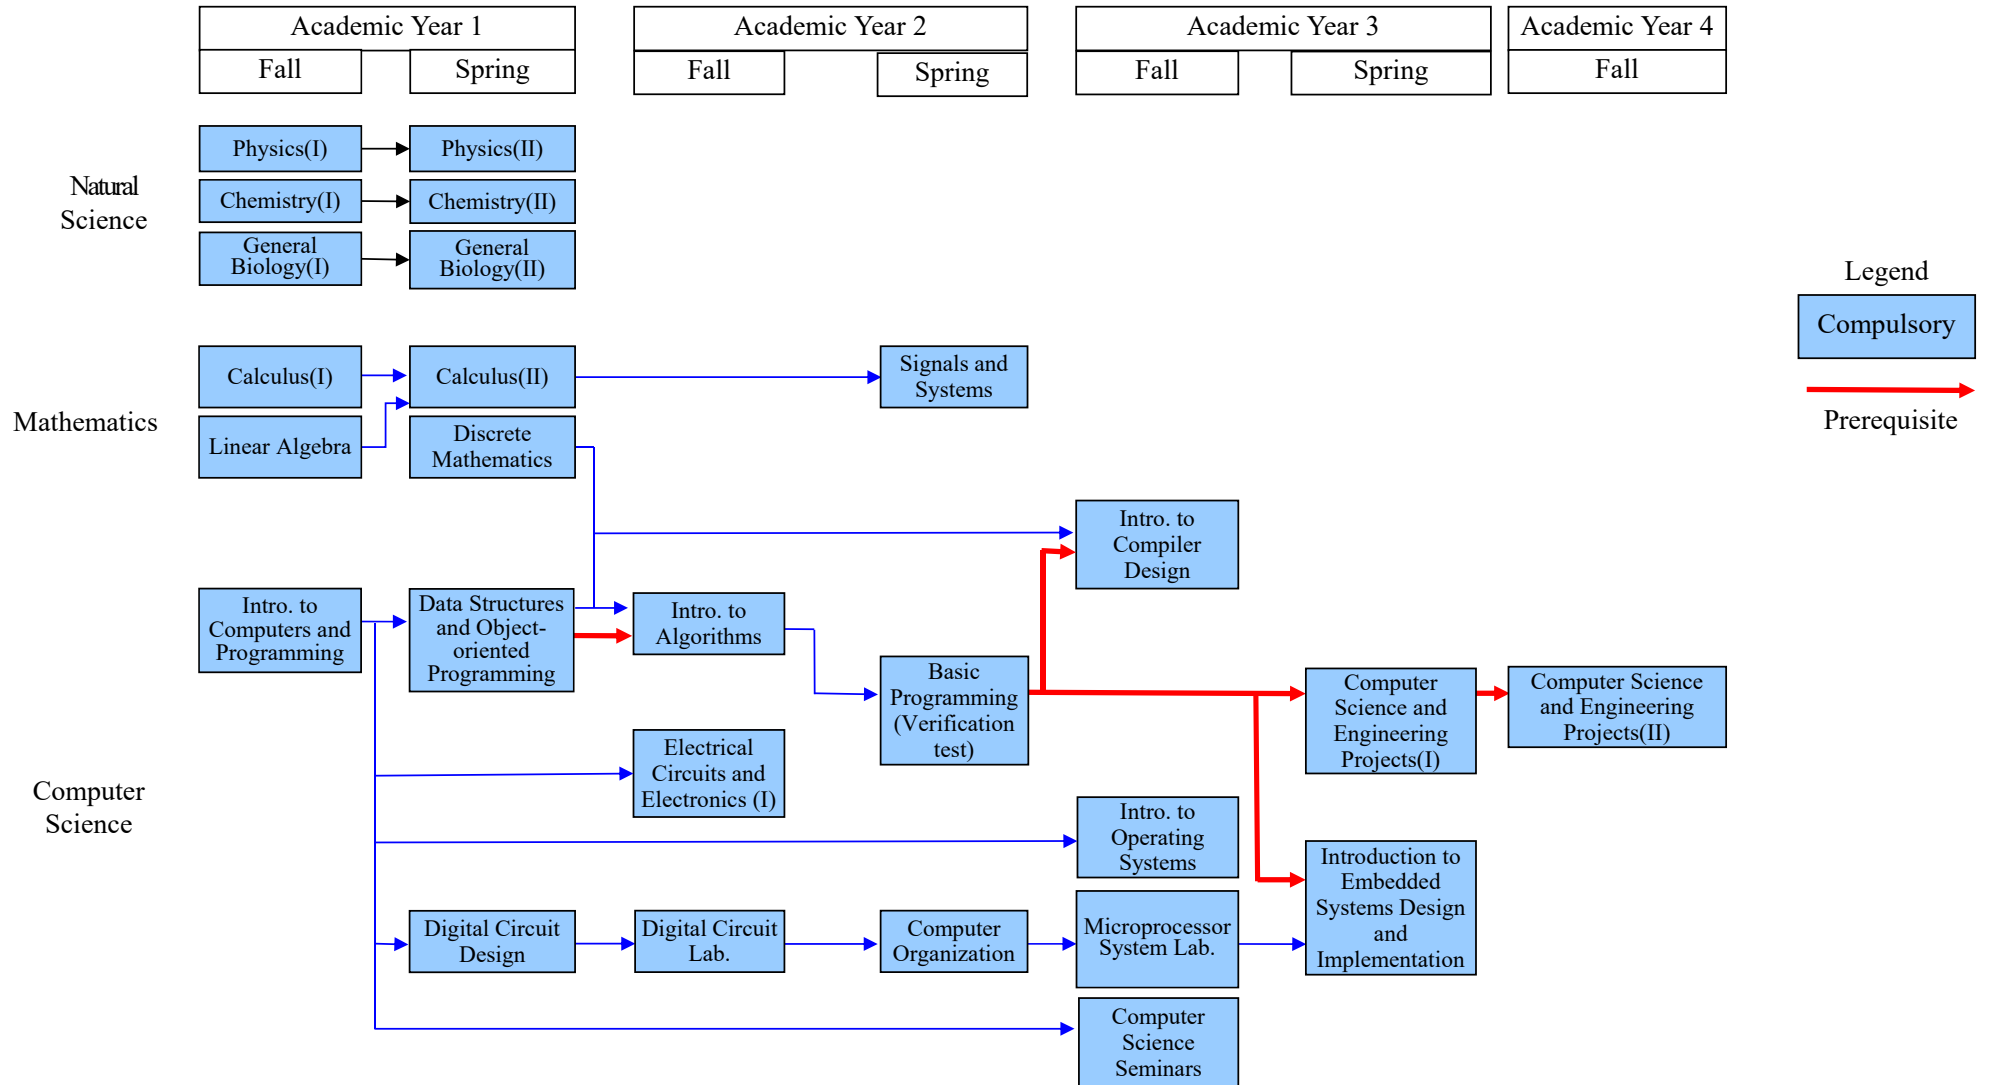 Academic Year 1
Academic Year 2
Academic Year 3
Academic Year 4
Fall
Spring
Fall
Spring
Fall
Spring
Fall
Natural
Science
Physics(I)
Physics(II)
Chemistry(I)
Chemistry(II)
General
Biology(I)
General
Biology(II)
Legend
Compulsory
Prerequisite
Mathematics
Calculus(I)
Calculus(II)
Signals and
Systems
Linear Algebra
Discrete
Mathematics
Intro. to
Compiler
Design
Computer
Science
Intro. to
Computers and
Programming
Data Structures
and Object-
oriented
Programming
Intro. to
Algorithms
Basic
Programming
(Verification
test)
Computer
Science and
Engineering
Projects(I)
Computer Science
and Engineering
Projects(II)
Electrical
Circuits and
Electronics (I)
Intro. to
Operating
Systems
Introduction to
Embedded
Systems Design
and
Implementation
Digital Circuit
Design
Digital Circuit
Lab.
Computer
Organization
Microprocessor
System Lab.
Computer
Science
Seminars